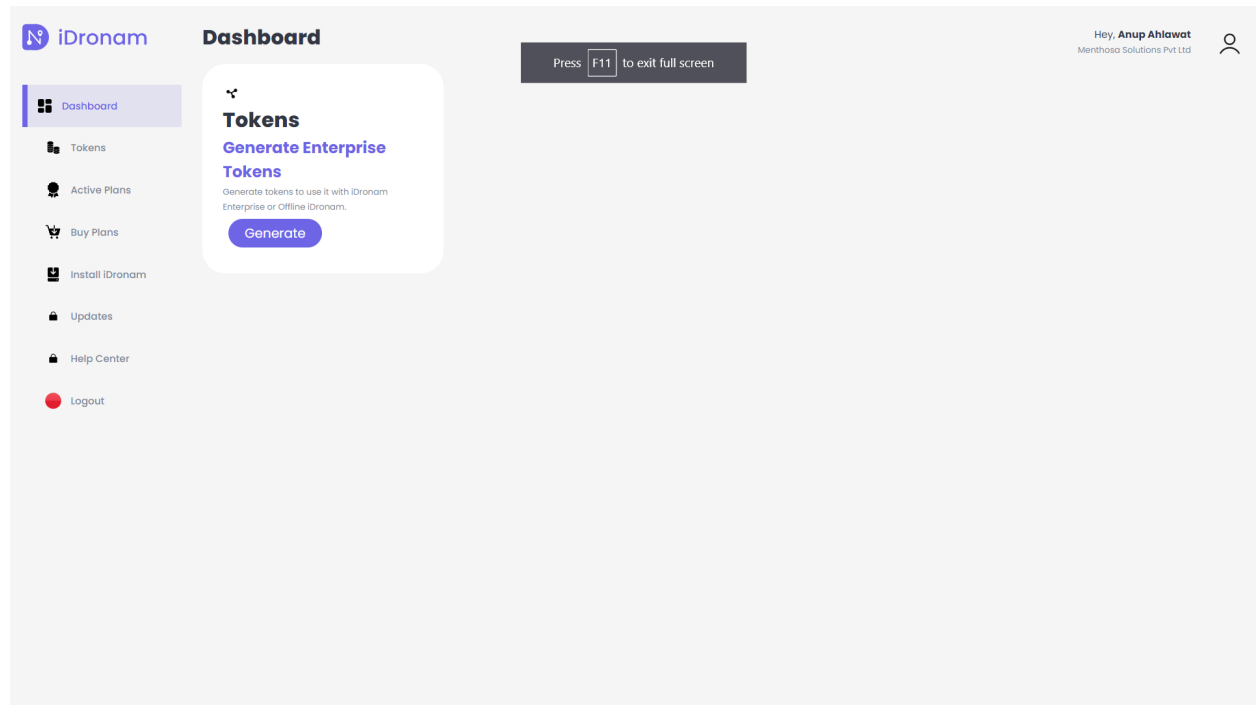 iDronam
Dashboard
Hey, Anup Ahlawat
Menthosa Solutions Pvt Ltd
Press F11 to exit full screen
Dashboard
Tokens
Active Plans
Buy Plans
Install iDronam
Updates
Help Center
Logout
Tokens
Generate Enterprise
Tokens
Generate tokens to use it with iDronam
Enterprise or Offline iDronam.
Generate